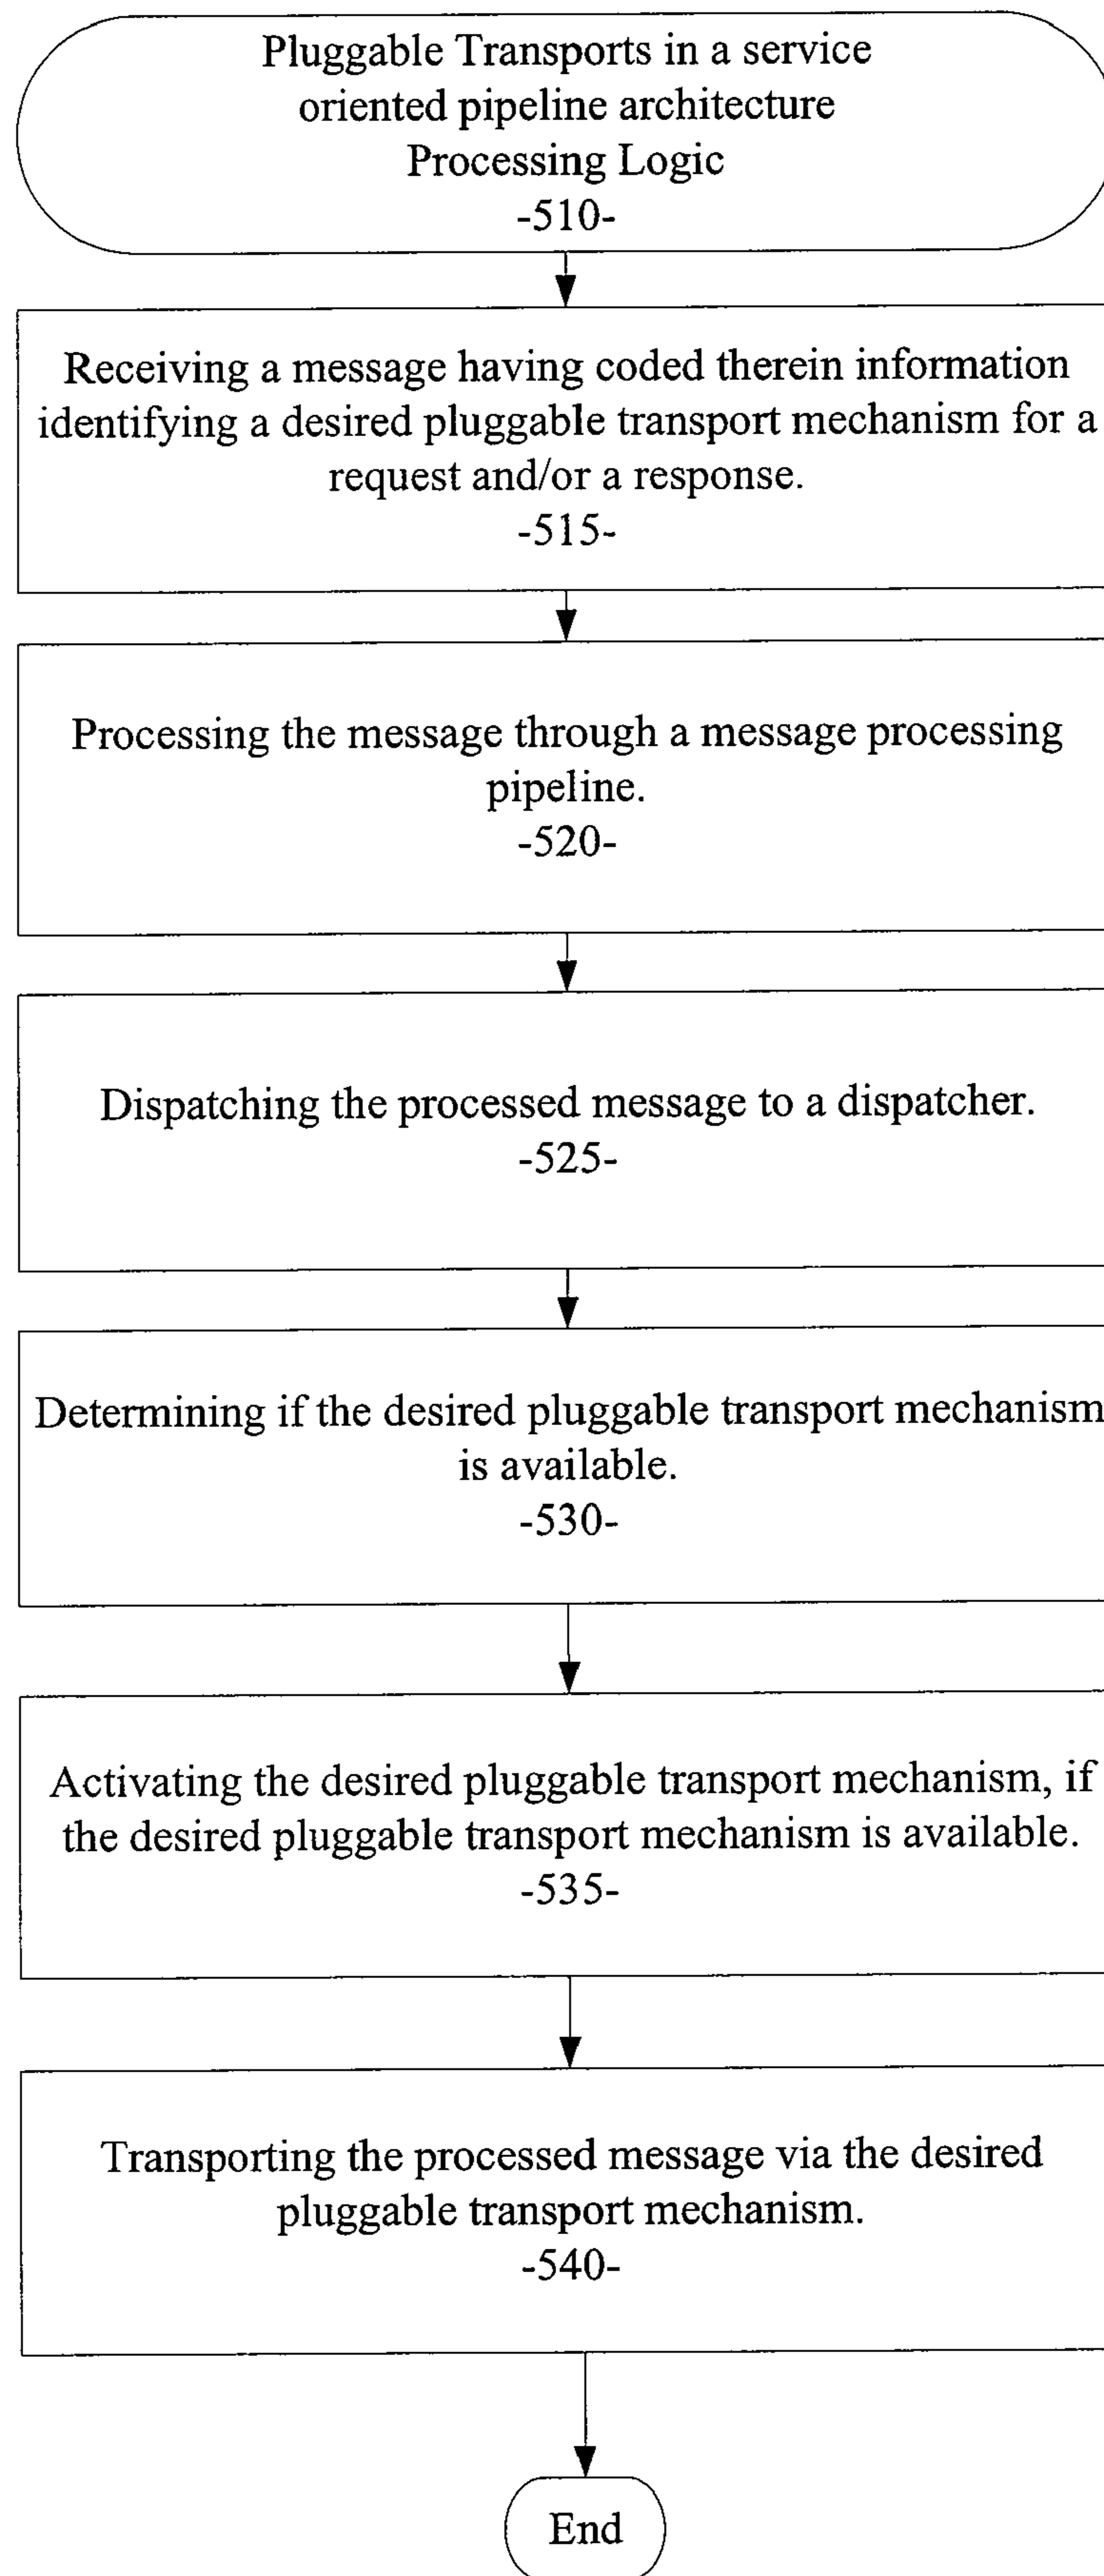 Pluggable Transports in a service
oriented pipeline architecture
Processing Logic
-510-
Receiving a message having coded therein information
identifying a desired pluggable transport mechanism for a
request and/or a response.
-515-
Processing the message through a message processing
pipeline.
-520-
Dispatching the processed message to a dispatcher.
-525-
Determining if the desired pluggable transport mechanism
is available.
-530-
Activating the desired pluggable transport mechanism, if
the desired pluggable transport mechanism is available.
-535-
Transporting the processed message via the desired
pluggable transport mechanism.
-540-
End